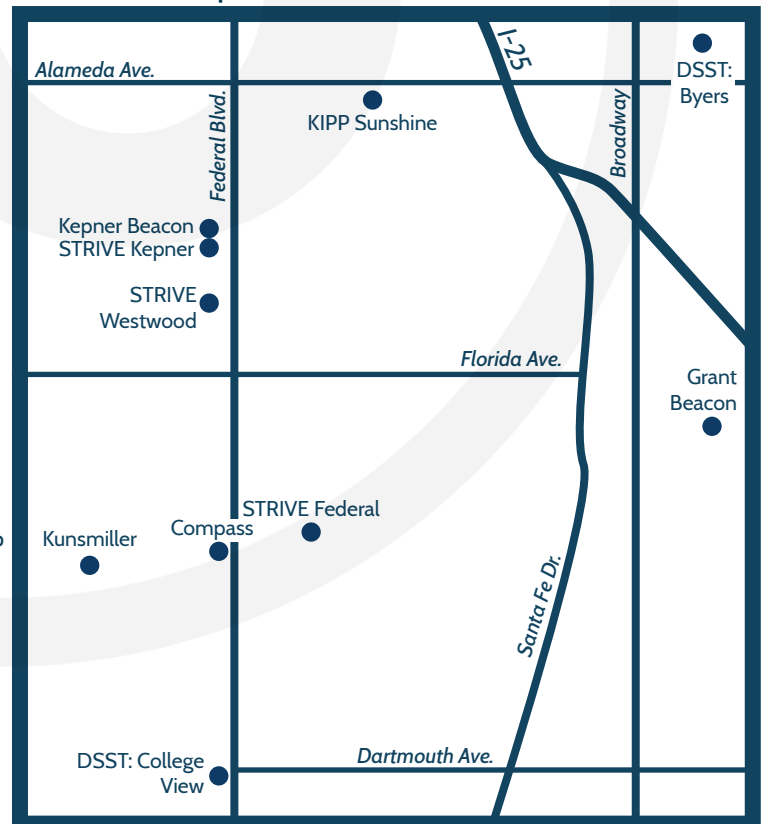 I-25
Alameda Ave.
DSST:
Byers
Federal Blvd.
Broadway
KIPP Sunshine
Kepner Beacon
STRIVE Kepner
STRIVE
Westwood
Florida Ave.
Grant
Beacon
STRIVE Federal
Compass
Kunsmiller
Santa Fe Dr.
Dartmouth Ave.
DSST: College
View